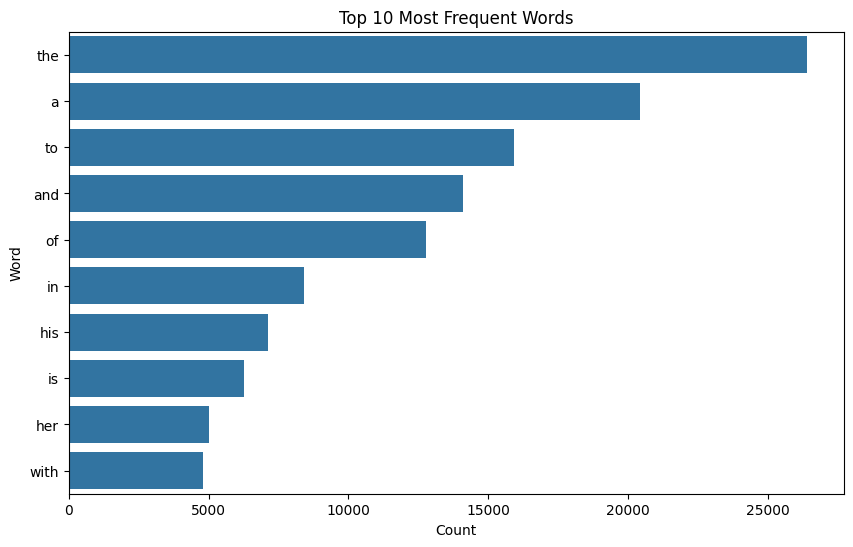 Top 10 Most Frequent Words
the
a
to
and
of
in
his
is
her
with
Word
0 5000 10000 15000 20000 25000
Count